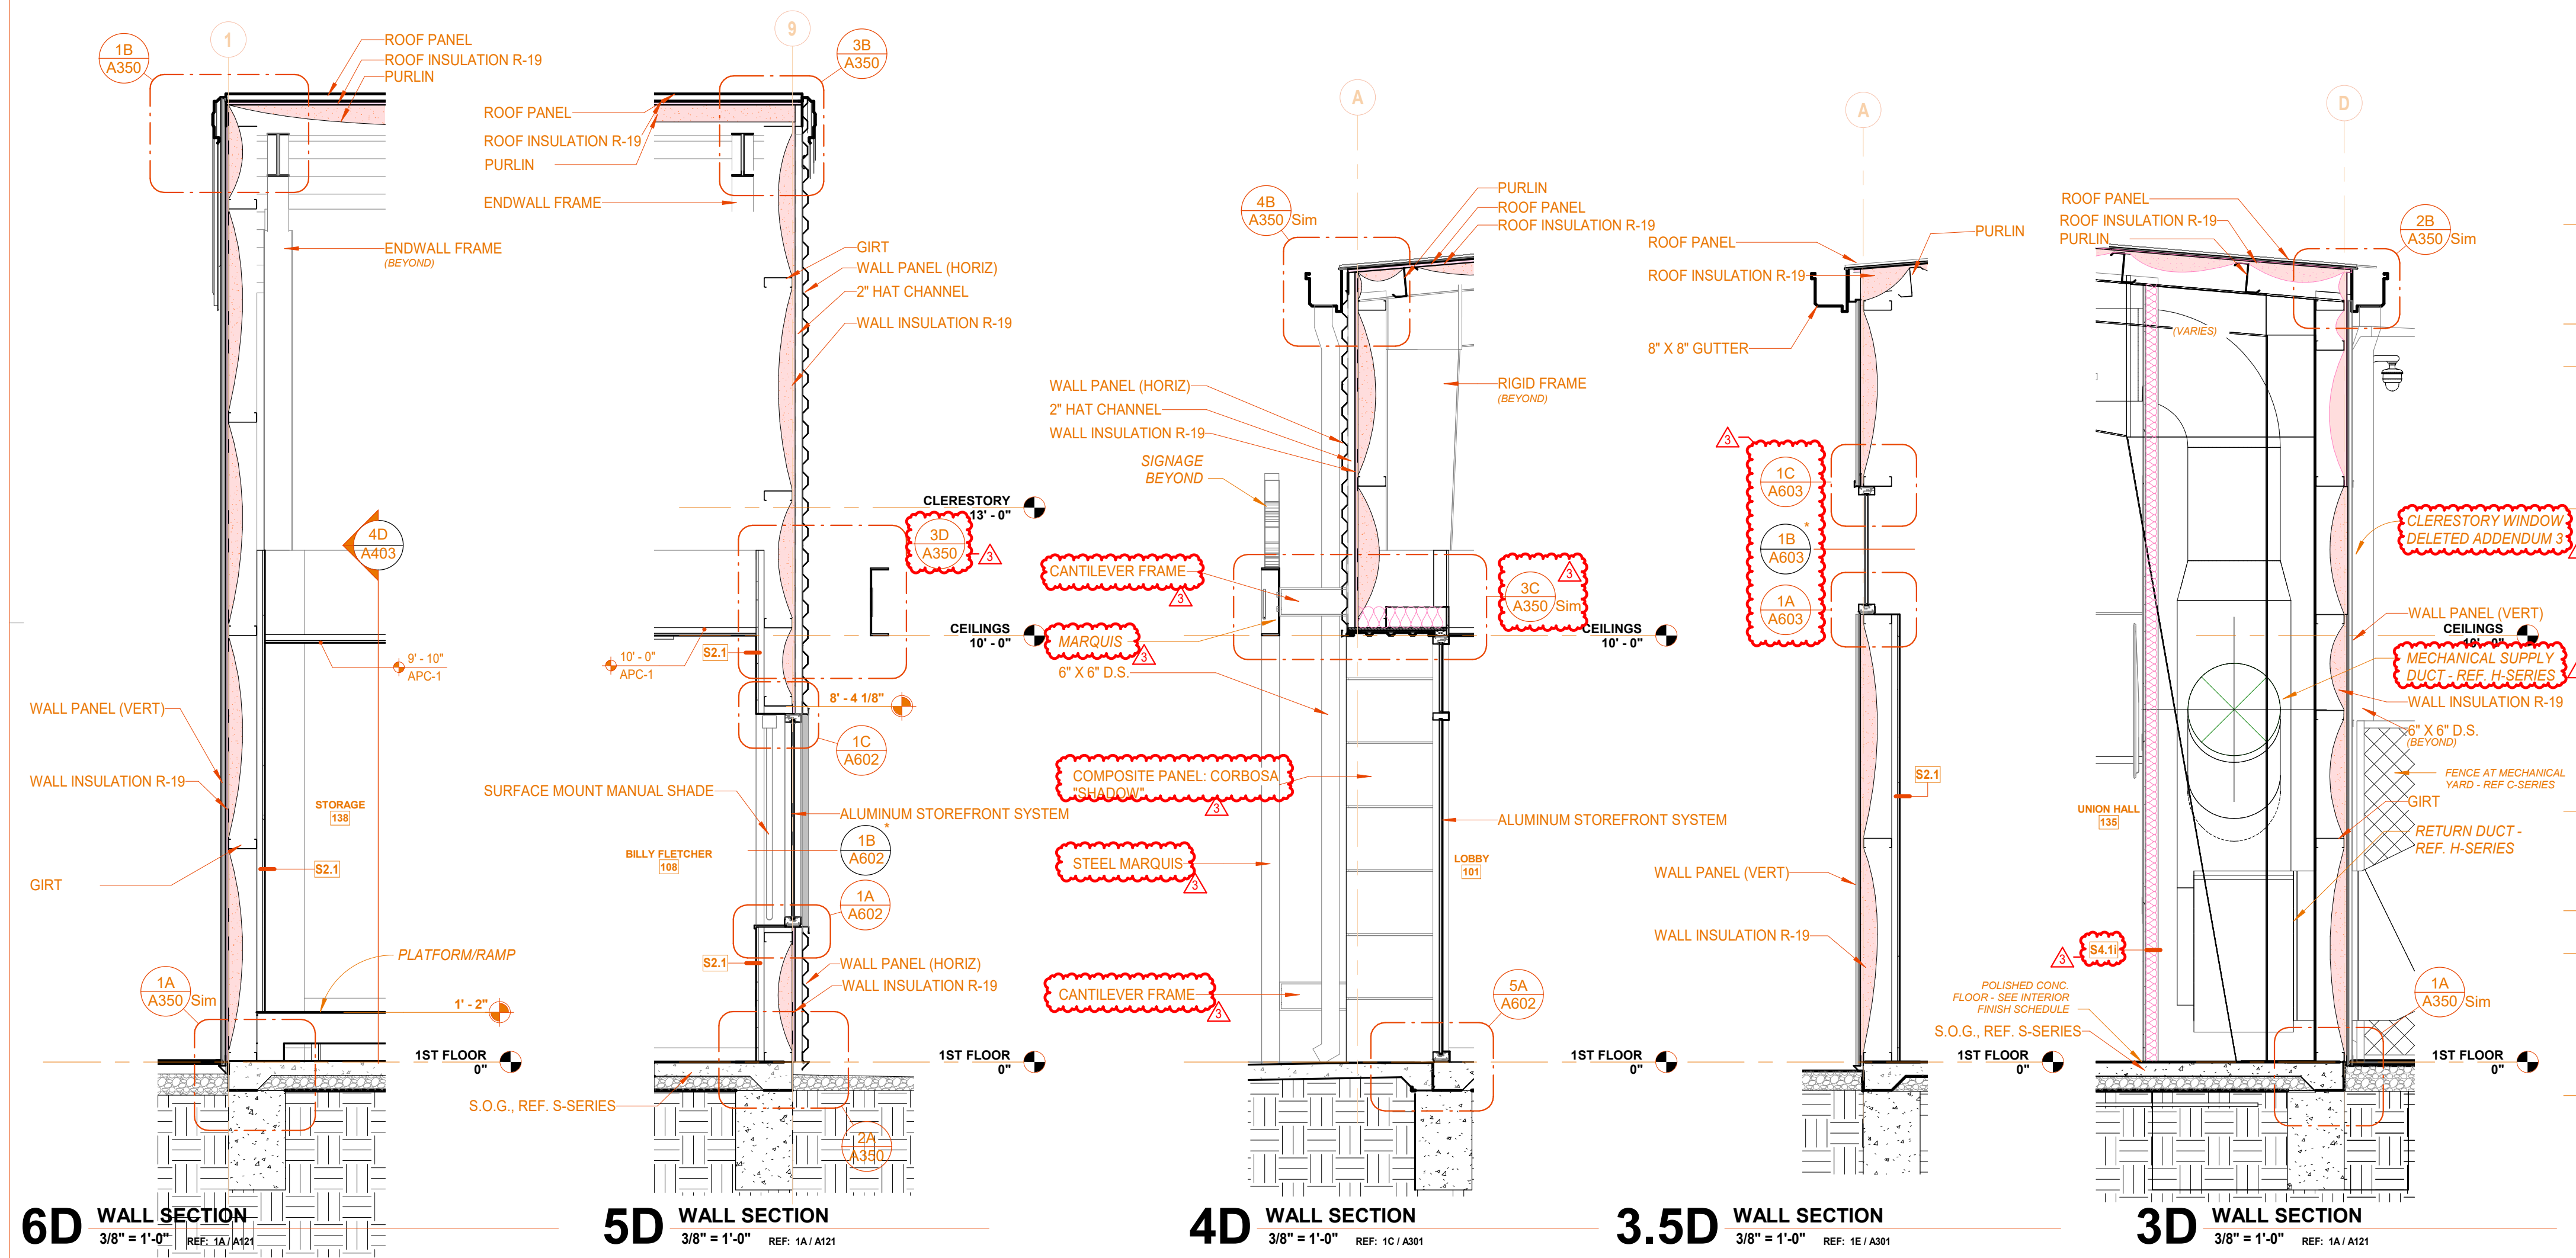 1B
A350
1
ROOF PANEL
ROOF INSULATION R-19
PURLIN
ENDWALL FRAME
(BEYOND)
4D
A403
9' - 10"
APC-1
WALL PANEL (VERT)
WALL INSULATION R-19
STORAGE
138
S2.1
GIRT
PLATFORM/RAMP
1A
A350 Sim
1' - 2"
1ST FLOOR
0"
6D WALL SECTION
3/8" = 1'-0" REF: 1A / A121
9
3B
A350
ROOF PANEL
ROOF INSULATION R-19
PURLIN
ENDWALL FRAME
GIRT
WALL PANEL (HORIZ)
2" HAT CHANNEL
WALL INSULATION R-19
CLERESTORY
13' - 0"
3D
A350
3
CEILINGS
10' - 0"
10' - 0"
APC-1
S2.1
8' - 4 1/8"
1C
A602
SURFACE MOUNT MANUAL SHADE
ALUMINUM STOREFRONT SYSTEM
*
1B
A602
BILLY FLETCHER
108
1A
A602
S2.1
WALL PANEL (HORIZ)
WALL INSULATION R-19
1ST FLOOR
0"
S.O.G., REF. S-SERIES
2A
A350
5D WALL SECTION
3/8" = 1'-0" REF: 1A / A121
A
4B
A350 Sim
PURLIN
ROOF PANEL
ROOF INSULATION R-19
WALL PANEL (HORIZ)
2" HAT CHANNEL
WALL INSULATION R-19
RIGID FRAME
(BEYOND)
SIGNAGE
BEYOND
CANTILEVER FRAME
3
3
3C
A350 Sim
MARQUIS
3
CEILINGS
10' - 0"
6" X 6" D.S.
COMPOSITE PANEL: CORBOSA
"SHADOW"
3
ALUMINUM STOREFRONT SYSTEM
STEEL MARQUIS
3
LOBBY
101
CANTILEVER FRAME
3
5A
A602
1ST FLOOR
0"
4D WALL SECTION
3/8" = 1'-0" REF: 1C / A301
A
ROOF PANEL
PURLIN
ROOF INSULATION R-19
8" X 8" GUTTER
3
1C
A603
*
1B
A603
1A
A603
S2.1
WALL PANEL (VERT)
WALL INSULATION R-19
1ST FLOOR
0"
3.5D WALL SECTION
3/8" = 1'-0" REF: 1E / A301
D
ROOF PANEL
ROOF INSULATION R-19
PURLIN
2B
A350 Sim
(VARIES)
CLERESTORY WINDOW
DELETED ADDENDUM 3
WALL PANEL (VERT)
CEILINGS
10' - 0"
MECHANICAL SUPPLY
DUCT - REF. H-SERIES
WALL INSULATION R-19
6" X 6" D.S.
(BEYOND)
FENCE AT MECHANICAL
YARD - REF C-SERIES
GIRT
UNION HALL
135
RETURN DUCT -
REF. H-SERIES
S4.1i
3
POLISHED CONC.
FLOOR - SEE INTERIOR
FINISH SCHEDULE
S.O.G., REF. S-SERIES
1A
A350 Sim
1ST FLOOR
0"
3D WALL SECTION
3/8" = 1'-0" REF: 1A / A121